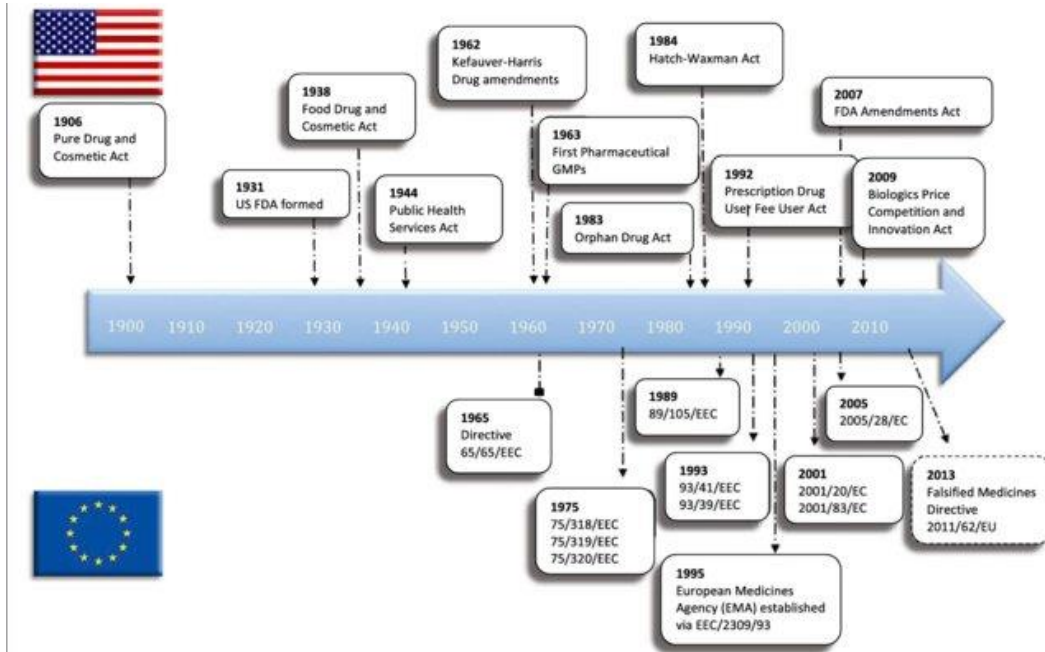 1906
Pure Drug and
Cosmetic Act
1931
US FDA formed
1938
Food Drug and
Cosmetic Act
1944
Public Health
Services Act
1962
Kefauver-Harris
Drug amendments
1963
First Pharmaceutical
GMPs
1983
Orphan Drug Act
1984
Hatch-Waxman Act
1992
Prescription Drug
User Fee User Act
2007
FDA Amendments Act
2009
Biologics Price
Competition and
Innovation Act
1900 1910 1920 1930 1940 1950 1960 1970 1980 1990 2000 2010
1965
Directive
65/65/EEC
1975
75/318/EEC
75/319/EEC
75/320/EEC
1989
89/105/EEC
1993
93/41/EEC
93/39/EEC
1995
European Medicines
Agency (EMA) established
via EEC/2309/93
2001
2001/20/EC
2001/83/EC
2005
2005/28/EC
2013
Falsified Medicines
Directive
2011/62/EU